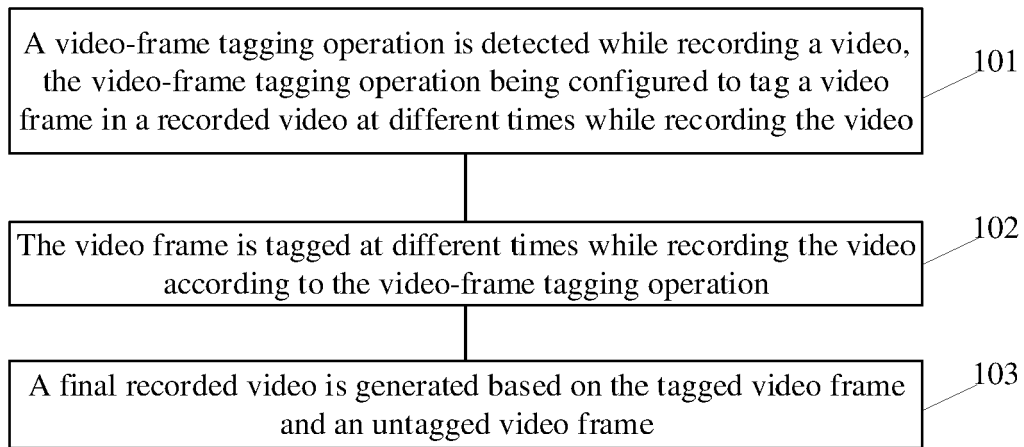 A video-frame tagging operation is detected while recording a video,
the video-frame tagging operation being configured to tag a video
frame in a recorded video at different times while recording the video
101
The video frame is tagged at different times while recording the video
according to the video-frame tagging operation
102
A final recorded video is generated based on the tagged video frame
and an untagged video frame
103